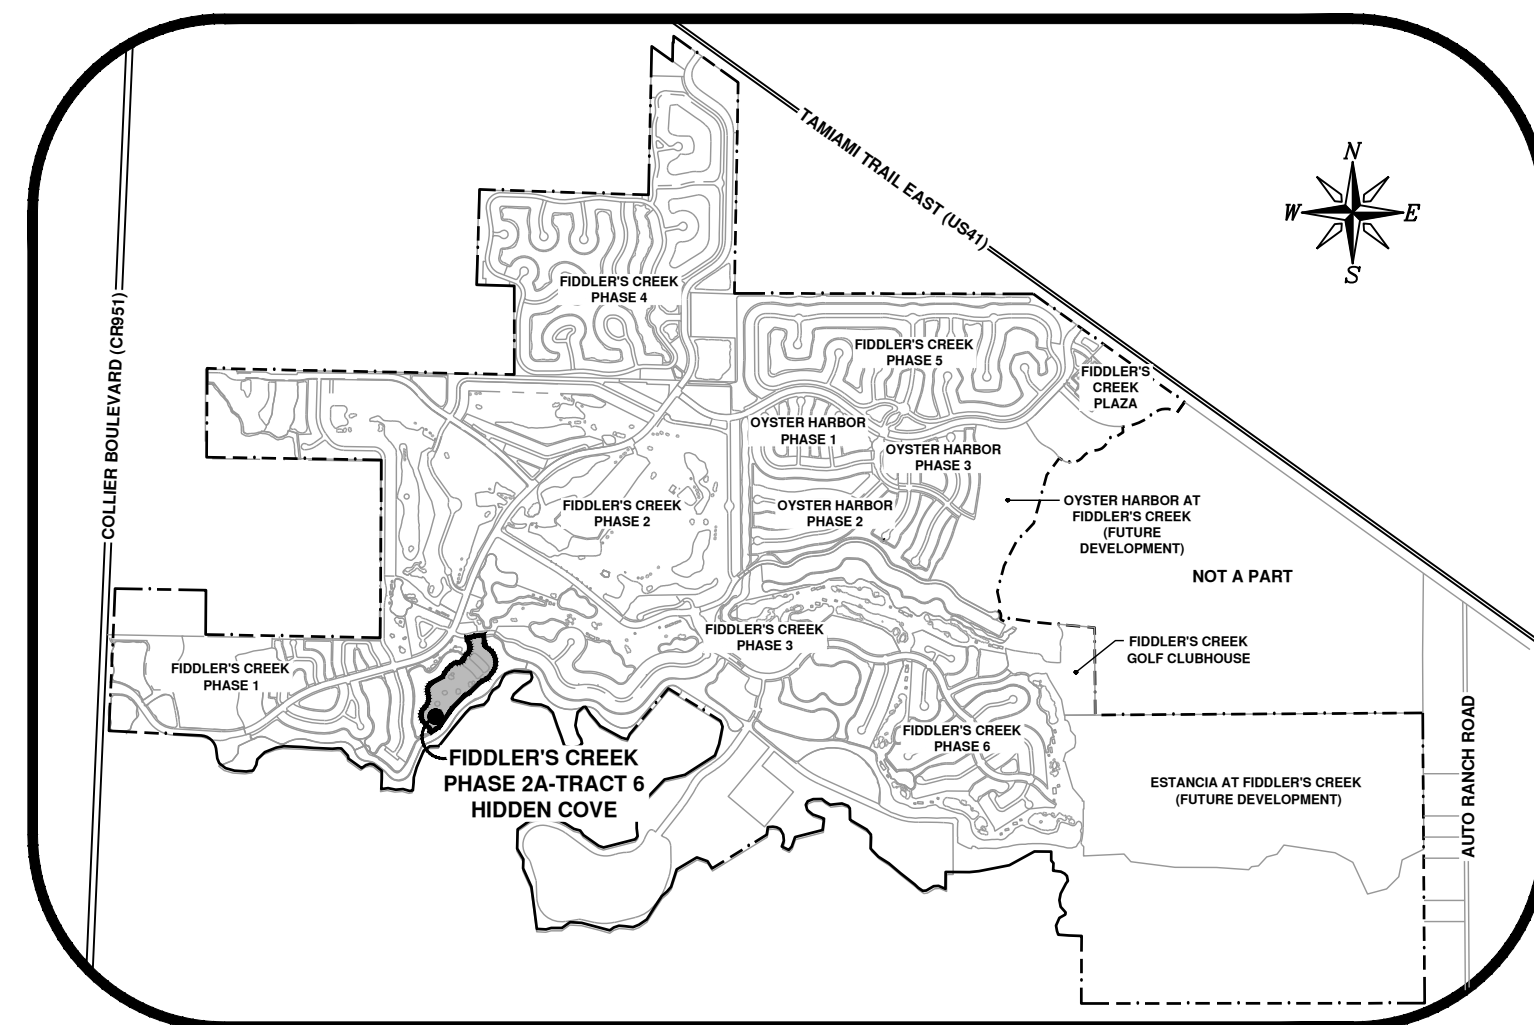 TAMIAMI TRAIL EAST (US41)
N
W
E
S
COLLIER BOULEVARD (CR951)
FIDDLER'S CREEK
PHASE 4
FIDDLER'S CREEK
PHASE 5
FIDDLER'S
CREEK
PLAZA
OYSTER HARBOR
PHASE 1
OYSTER HARBOR
PHASE 3
FIDDLER'S CREEK
PHASE 2
OYSTER HARBOR
PHASE 2
OYSTER HARBOR AT
FIDDLER'S CREEK
(FUTURE
DEVELOPMENT)
NOT A PART
FIDDLER'S CREEK
PHASE 3
FIDDLER'S CREEK
GOLF CLUBHOUSE
FIDDLER'S CREEK
PHASE 1
FIDDLER'S CREEK
PHASE 6
FIDDLER'S CREEK
PHASE 2A-TRACT 6
HIDDEN COVE
ESTANCIA AT FIDDLER'S CREEK
(FUTURE DEVELOPMENT)
AUTO RANCH ROAD